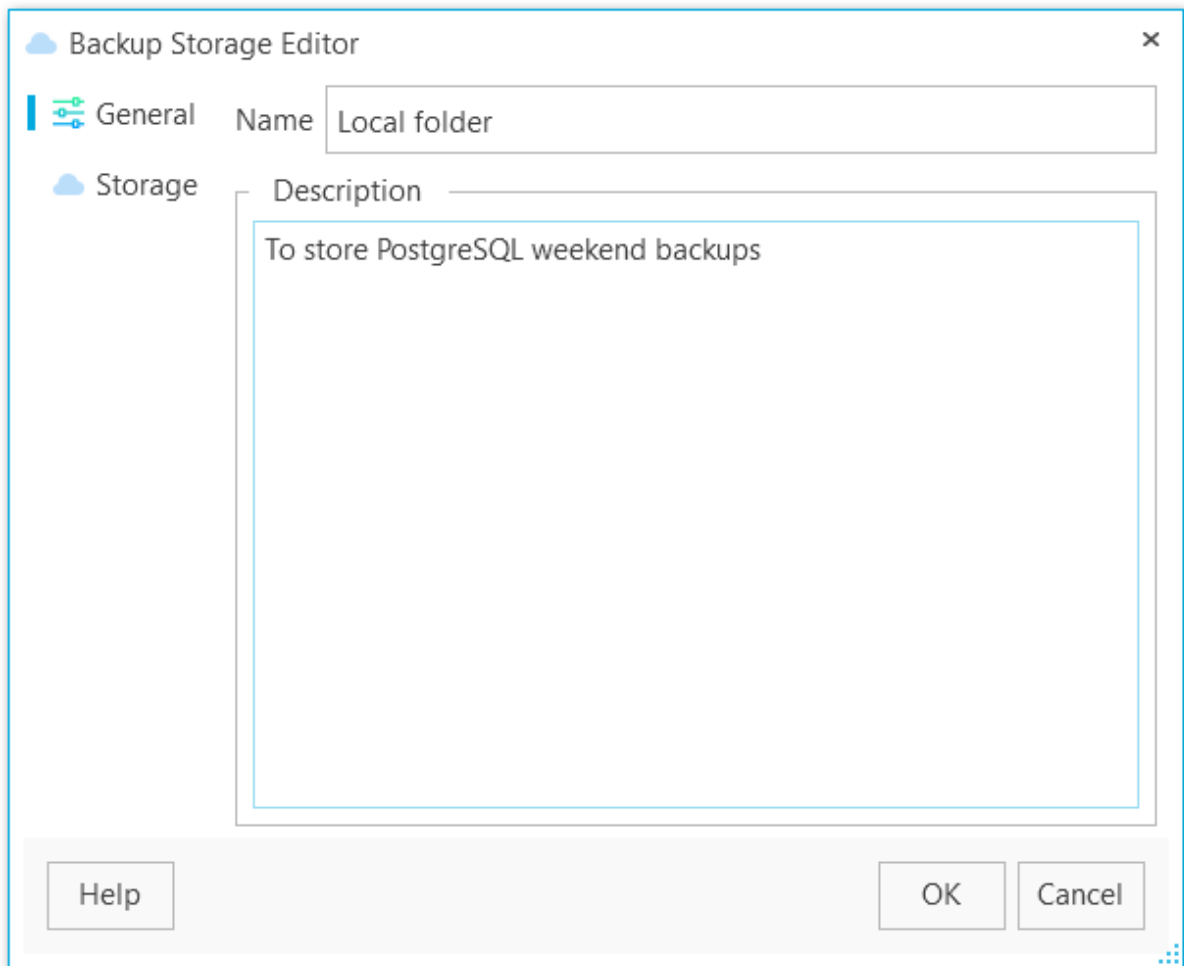 Backup Storage Editor
General
Name
Local folder
Storage
Description
To store PostgreSQL weekend backups
Help
OK
Cancel